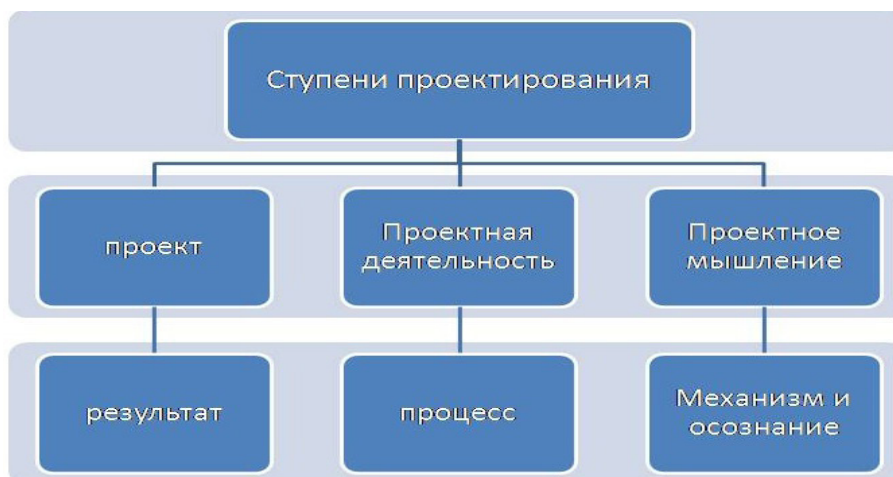 Ступени проектирования
проект
Проектная
деятельность
Проектное
мышление
результат
процесс
Механизм и
осознание